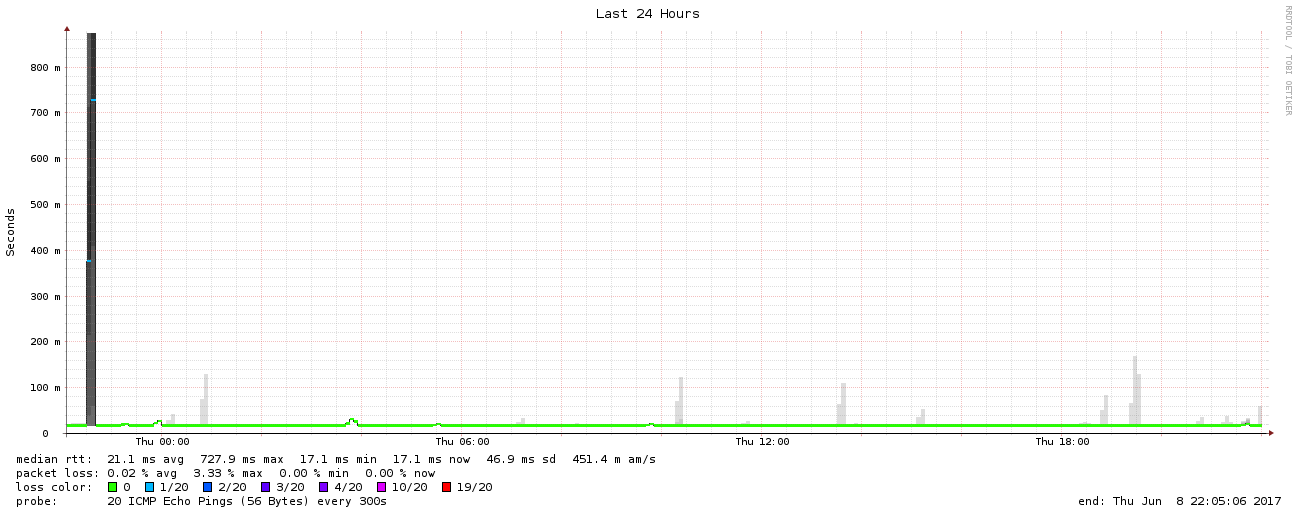 Last 24 Hours
RRDTOOL / TOBI OETIKER
Seconds
800 m
700 m
600 m
500 m
400 m
300 m
200 m
100 m
0
Thu 00:00 Thu 06:00 Thu 12:00 Thu 18:00
median rtt: 21.1 ms avg 727.9 ms max 17.1 ms min 17.1 ms now 46.9 ms sd 451.4 m am/s
packet loss: 0.02 % avg 3.33 % max 0.00 % min 0.00 % now
loss color: 0 1/20 2/20 3/20 4/20 10/20 19/20
probe: 20 ICMP Echo Pings (56 Bytes) every 300s end: Thu Jun 8 22:05:06 2017